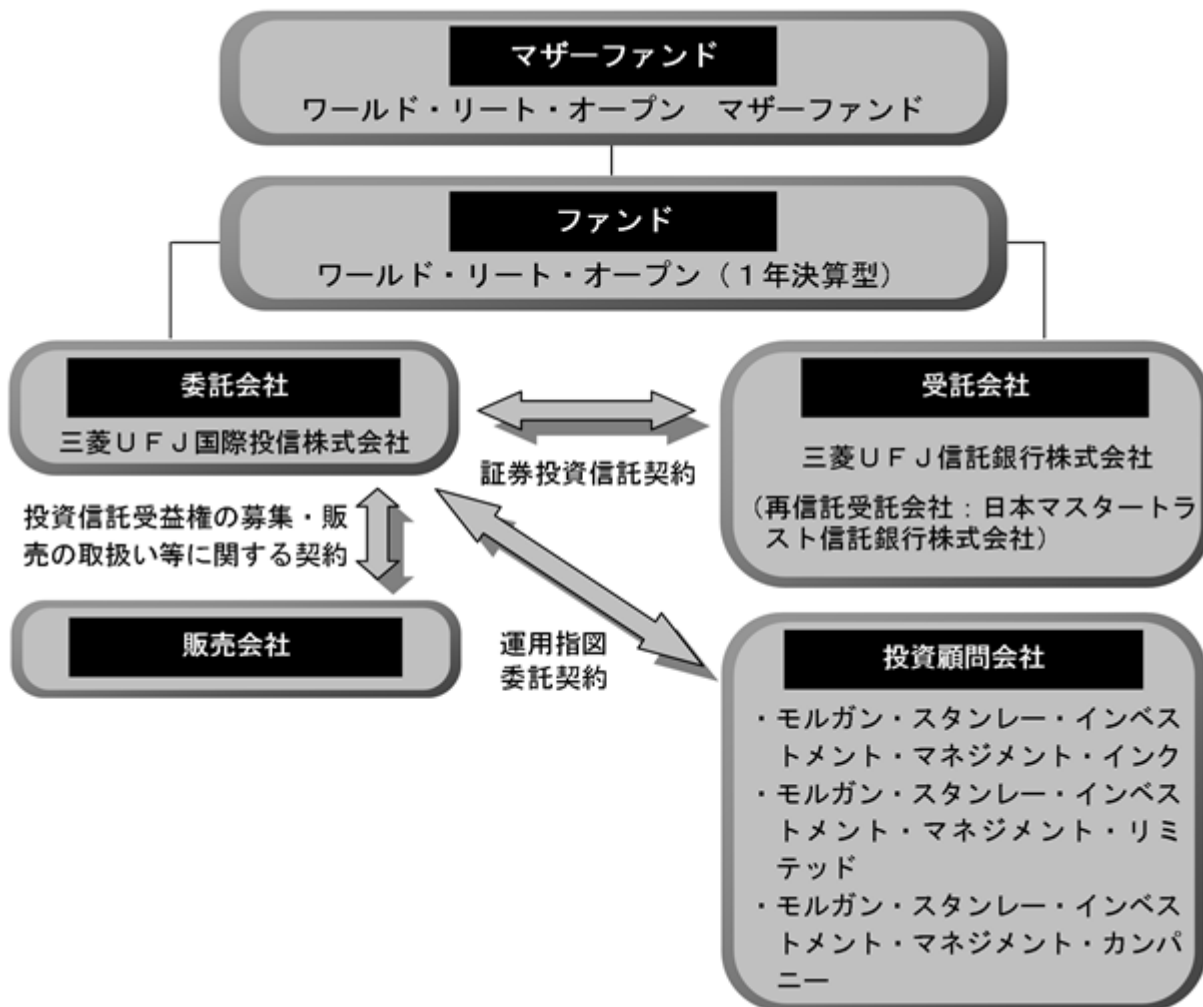 マザーファンド
ワールド・リート・オープン　マザーファンド
ファンド
ワールド・リート・オープン（１年決算型）
委託会社
三菱ＵＦＪ国際投信株式会社
証券投資信託契約
受託会社
三菱ＵＦＪ信託銀行株式会社
（再信託受託会社：日本マスタートラ
スト信託銀行株式会社）
投資信託受益権の募集・販
売の取扱い等に関する契約
販売会社
運用指図
委託契約
投資顧問会社
・モルガン・スタンレー・インベス
トメント・マネジメント・インク
・モルガン・スタンレー・インベス
トメント・マネジメント・リミ
テッド
・モルガン・スタンレー・インベス
トメント・マネジメント・カンパ
ニー